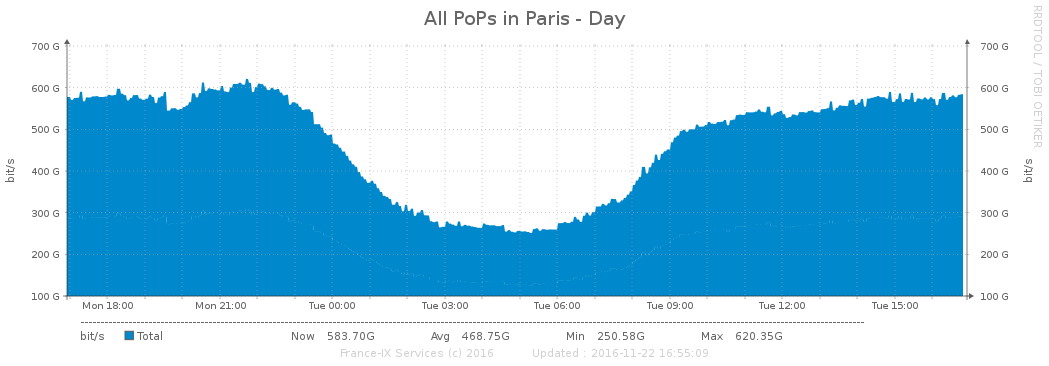 All PoPs in Paris - Day
RRDTOOL / TOBI OETIKER
700 G 700 G
600 G 600 G
500 G 500 G
400 G 400 G
300 G 300 G
200 G 200 G
100 G 100 G
bit/s bit/s
Mon 18:00 Mon 21:00 Tue 00:00 Tue 03:00 Tue 06:00 Tue 09:00 Tue 12:00 Tue 15:00
bit/s Total Now 583.70G Avg 468.75G Min 250.58G Max 620.35G
France-IX Services (c) 2016 Updated : 2016-11-22 16:55:09